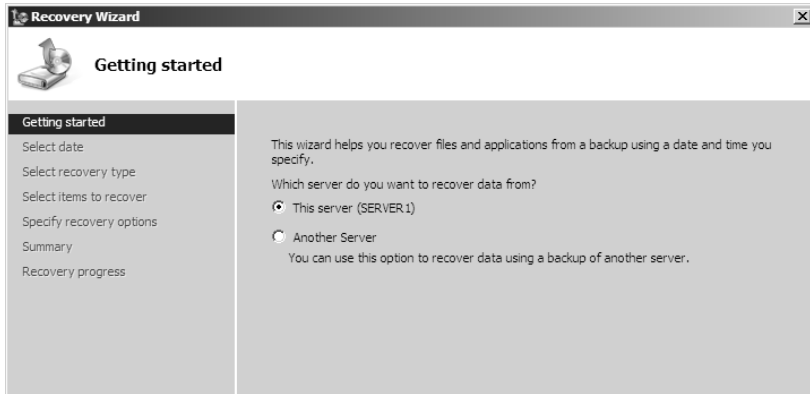 Recovery Wizard
Getting started
Getting started
Select date
Select recovery type
Select items to recover
Specify recovery options
Summary
Recovery progress
This wizard helps you recover files and applications from a backup using a date and time you
specify.
Which server do you want to recover data from?
This server (SERVER1)
Another Server
You can use this option to recover data using a backup of another server.